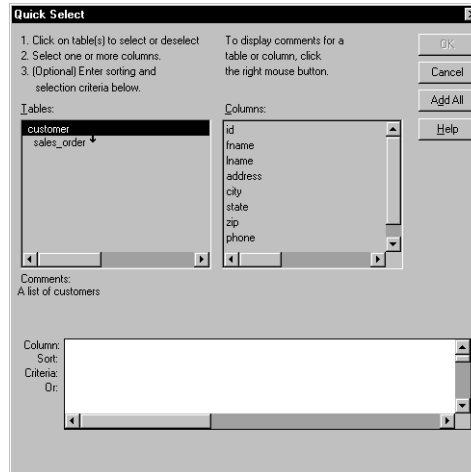 Quick Select
1. Click on table(s) to select or deselect
2. Select one or more columns.
3. (Optional) Enter sorting and
selection criteria below.
To display comments for a
table or column, click
the right mouse button.
OK
Cancel
Add All
Help
Tables:
customer
sales_order
Columns:
id
fname
lname
address
city
state
zip
phone
Comments:
A list of customers
Column:
Sort:
Criteria:
Or: